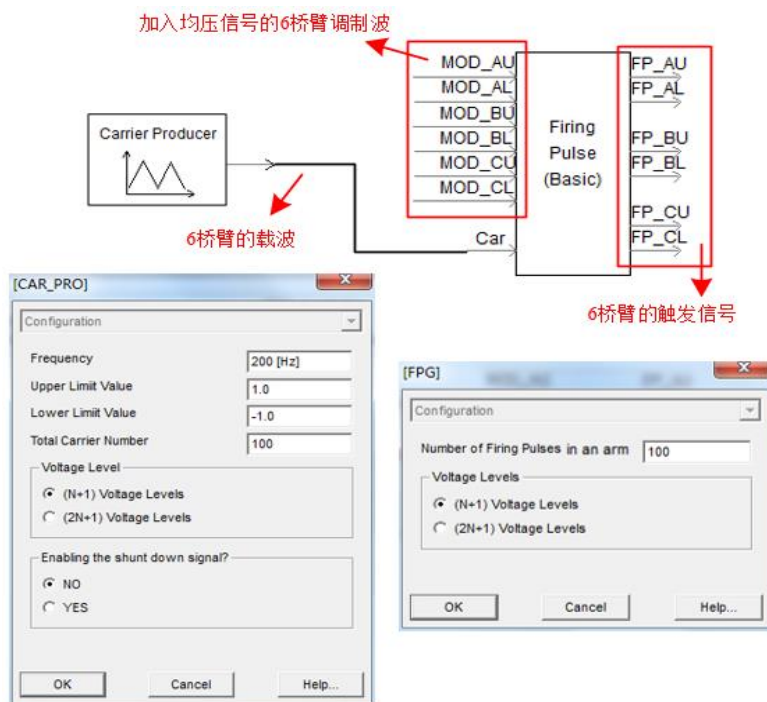 加入均压信号的6桥臂调制波
MOD_AU
MOD_AL
MOD_BU
MOD_BL
MOD_CU
MOD_CL
Car
Firing
Pulse
(Basic)
FP_AU
FP_AL
FP_BU
FP_BL
FP_CU
FP_CL
Carrier Producer
6桥臂的载波
6桥臂的触发信号
[CAR_PRO]
Configuration
Frequency 200 [Hz]
Upper Limiit Value 1.0
Lower Limiit Value -1.0
Total Carrier Number 100
Voltage Level
(N+1) Voltage Levels
(2N+1) Voltage Levels
Enabling the shunt down signal?
NO
YES
OK Cancel Help...
[FPG]
Configuration
Number of Firing Pulses in an arm 100
Voltage Levels
(N+1) Voltage Levels
(2N+1) Voltage Levels
OK Cancel Help...